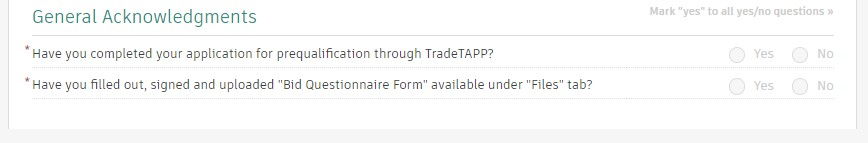 General Acknowledgments
Mark "yes" to all yes/no questions »
* Have you completed your application for prequalification through TradeTAPP? Yes No
* Have you filled out, signed and uploaded "Bid Questionnaire Form" available under "Files" tab? Yes No